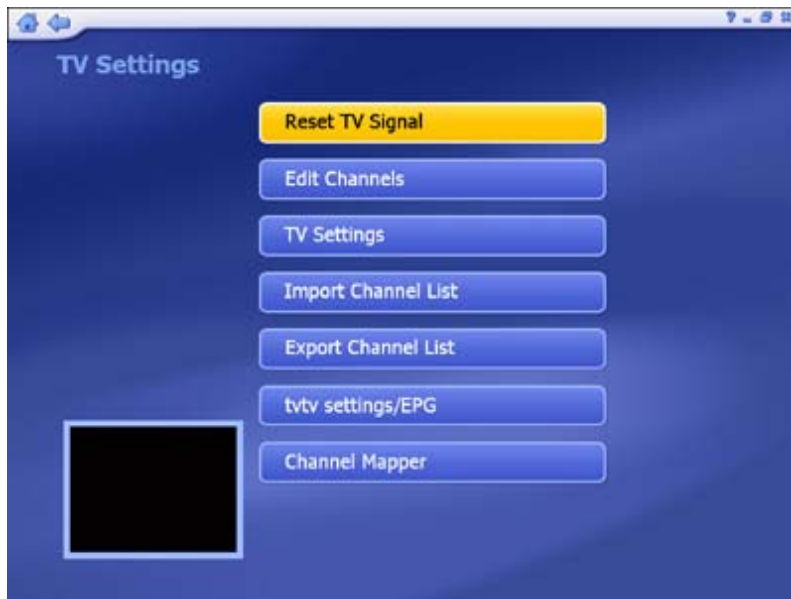 TV Settings
Reset TV Signal
Edit Channels
TV Settings
Import Channel List
Export Channel List
tvtv settings/EPG
Channel Mapper